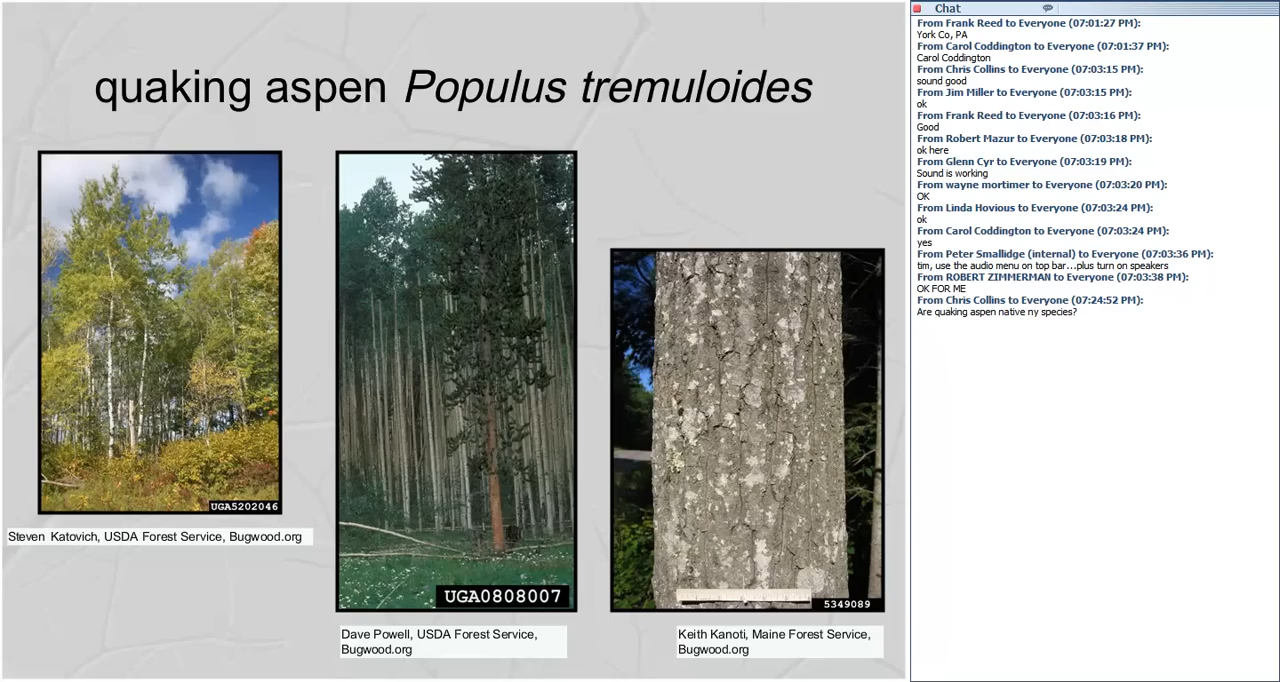 quaking aspen Populus tremuloides
UGA5202046
Steven Katovich, USDA Forest Service, Bugwood.org
UGA0808007
Dave Powell, USDA Forest Service,
Bugwood.org
5349089
Keith Kanoti, Maine Forest Service,
Bugwood.org
Chat
From Frank Reed to Everyone (07:01:27 PM):
York Co, PA
From Carol Coddington to Everyone (07:01:37 PM):
Carol Coddington
From Chris Collins to Everyone (07:03:15 PM):
sound good
From Jim Miller to Everyone (07:03:15 PM):
ok
From Frank Reed to Everyone (07:03:16 PM):
Good
From Robert Mazur to Everyone (07:03:18 PM):
ok here
From Glenn Cyr to Everyone (07:03:19 PM):
Sound is working
From wayne mortimer to Everyone (07:03:20 PM):
OK
From Linda Hovious to Everyone (07:03:24 PM):
ok
From Carol Coddington to Everyone (07:03:24 PM):
yes
From Peter Smallidge (internal) to Everyone (07:03:36 PM):
tim, use the audio menu on top bar...plus turn on speakers
From ROBERT ZIMMERMAN to Everyone (07:03:38 PM):
OK FOR ME
From Chris Collins to Everyone (07:24:52 PM):
Are quaking aspen native ny species?